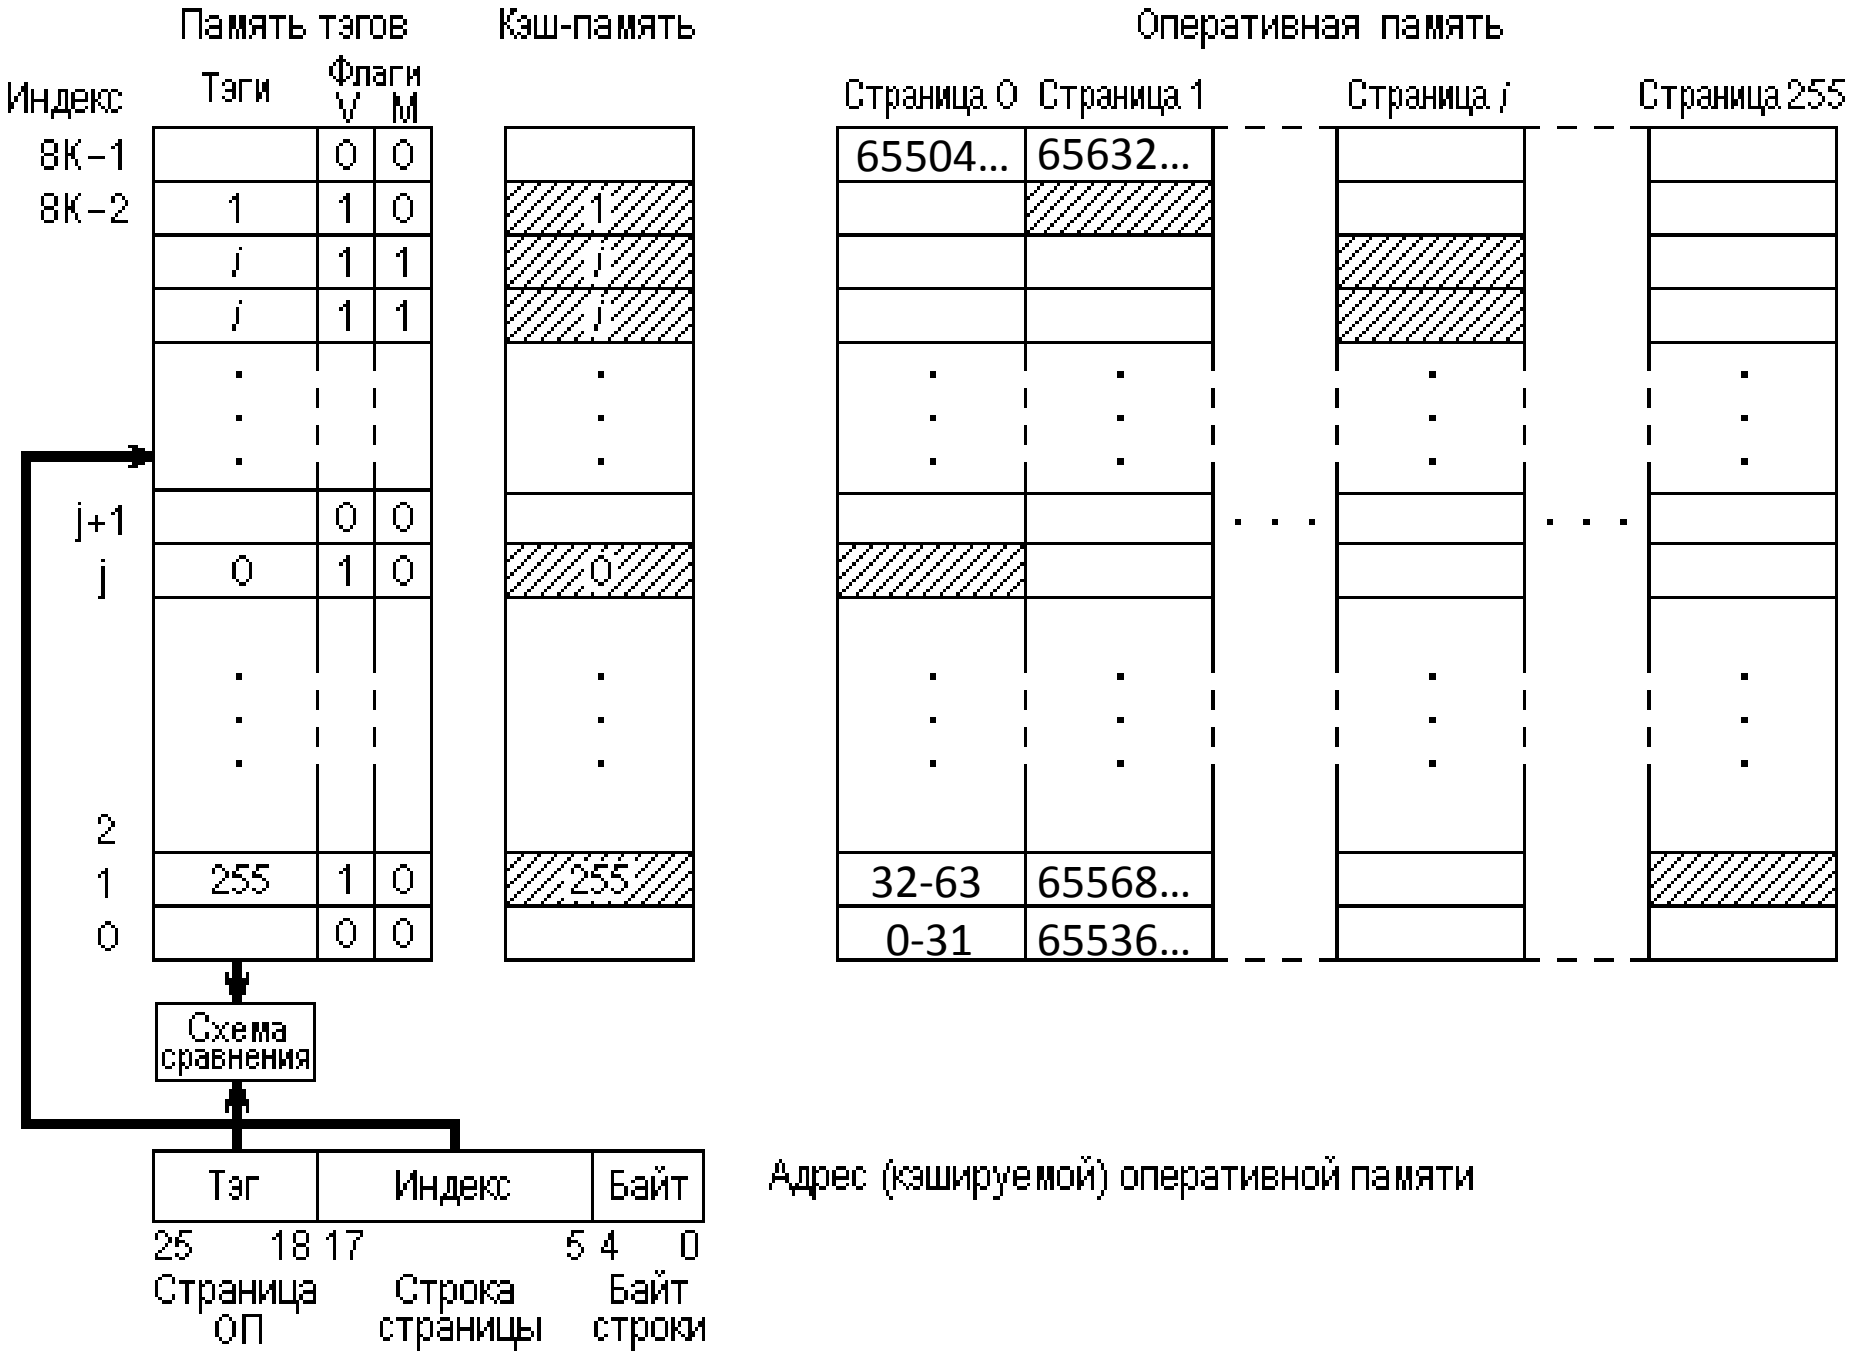 Память тэгов Кэш-память Оперативная память
Индекс Тэги Флаги Страница 0 Страница 1 Страница i Страница 255
V M
8K–1 0 0 65504... 65632...
8K–2 1 1 0 1
i 1 1 i
i 1 1 i
j+1 0 0
j 0 1 0 0
2
1 255 1 0 255 32-63 65568...
0 0 0 0-31 65536...
Схема
сравнения
Тэг Индекс Байт Адрес (кэшируемой) оперативной памяти
25 18 17 5 4 0
Страница Строка Байт
ОП страницы строки